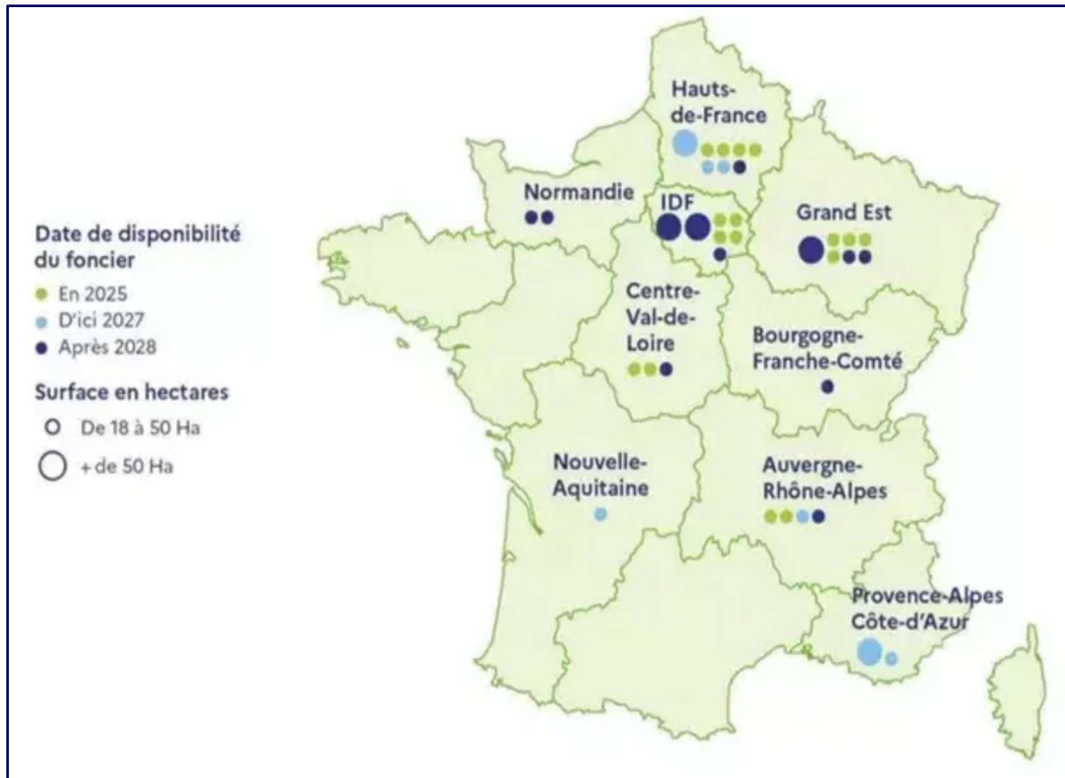 Date de disponibilité
du foncier
En 2025
D'ici 2027
Après 2028
Surface en hectares
De 18 à 50 Ha
+ de 50 Ha
Hauts-
de-France
Normandie
IDF
Grand Est
Centre-
Val-de-
Loire
Bourgogne-
Franche-Comté
Nouvelle-
Aquitaine
Auvergne-
Rhône-Alpes
Provence-Alpes
Côte-d'Azur